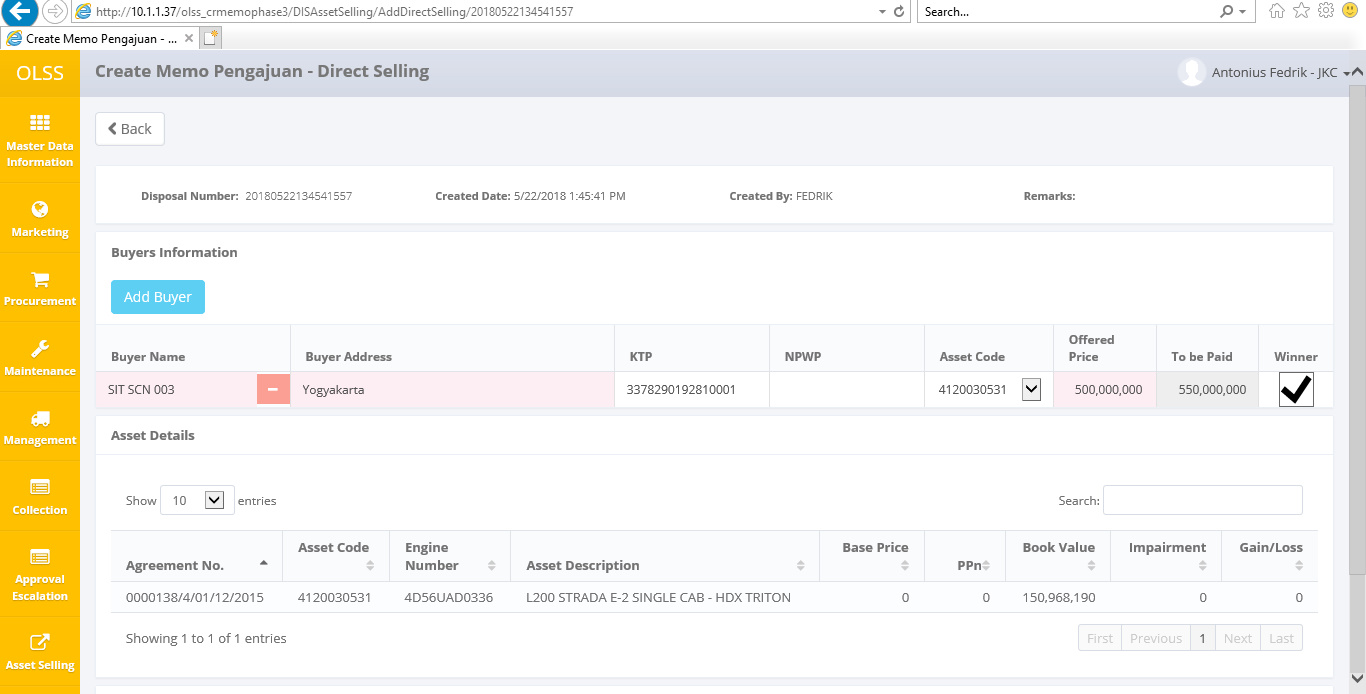 http://10.1.1.37/olss_crmemophase3/DISAssetSelling/AddDirectSelling/20180522134541557
Search...
Create Memo Pengajuan - ...
OLSS
Create Memo Pengajuan - Direct Selling
Antonius Fedrik - JKC
Back
Master Data
Information
Marketing
Procurement
Maintenance
Management
Collection
Approval
Escalation
Asset Selling
Disposal Number: 20180522134541557 Created Date: 5/22/2018 1:45:41 PM Created By: FEDRIK Remarks:
Buyers Information
Add Buyer
Buyer Name Buyer Address KTP NPWP Asset Code Offered Price To be Paid Winner
SIT SCN 003 Yogyakarta 3378290192810001 4120030531 500,000,000 550,000,000
Asset Details
Show 10 entries Search:
Agreement No. Asset Code Engine Number Asset Description Base Price PPn Book Value Impairment Gain/Loss
0000138/4/01/12/2015 4120030531 4D56UAD0336 L200 STRADA E-2 SINGLE CAB - HDX TRITON 0 0 150,968,190 0 0
Showing 1 to 1 of 1 entries First Previous 1 Next Last